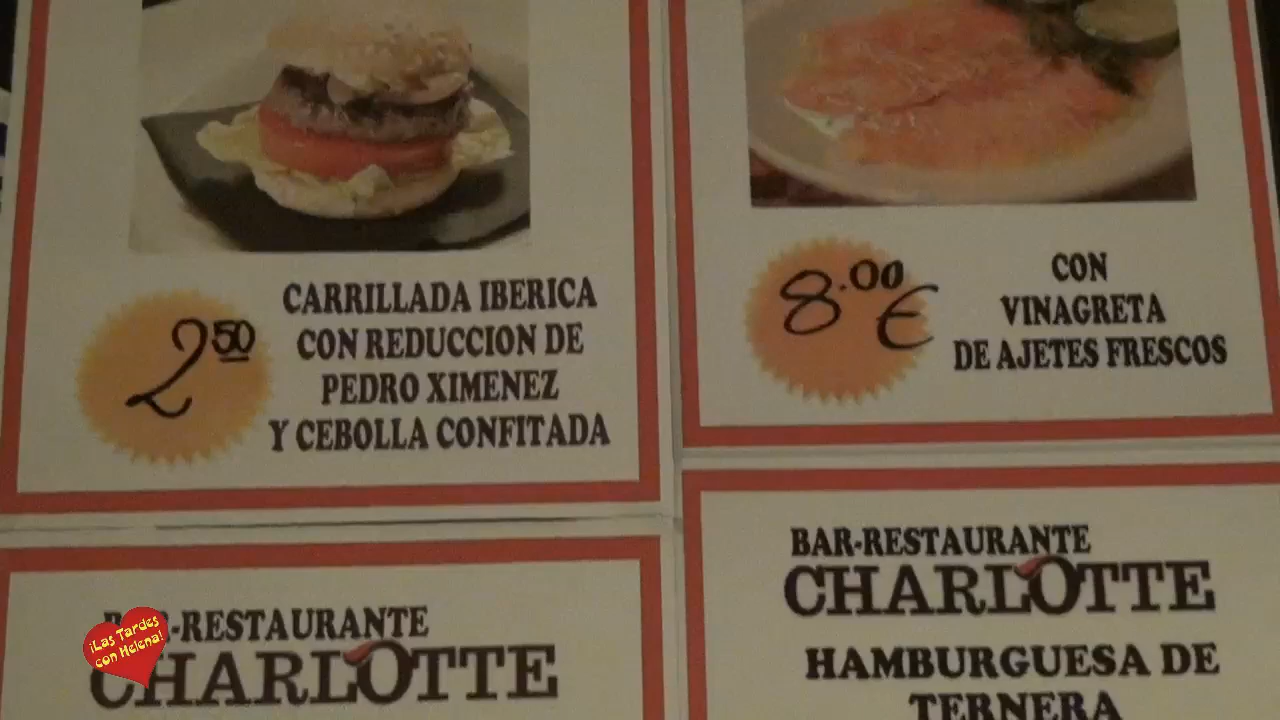 2.50
CARRILLADA IBERICA
CON REDUCCION DE
PEDRO XIMENEZ
Y CEBOLLA CONFITADA
8.00 €
CON
VINAGRETA
DE AJETES FRESCOS
BAR-RESTAURANTE
CHARLOTTE
¡Las Tardes
con Helena!
BAR-RESTAURANTE
CHARLOTTE
HAMBURGUESA DE
TERNERA